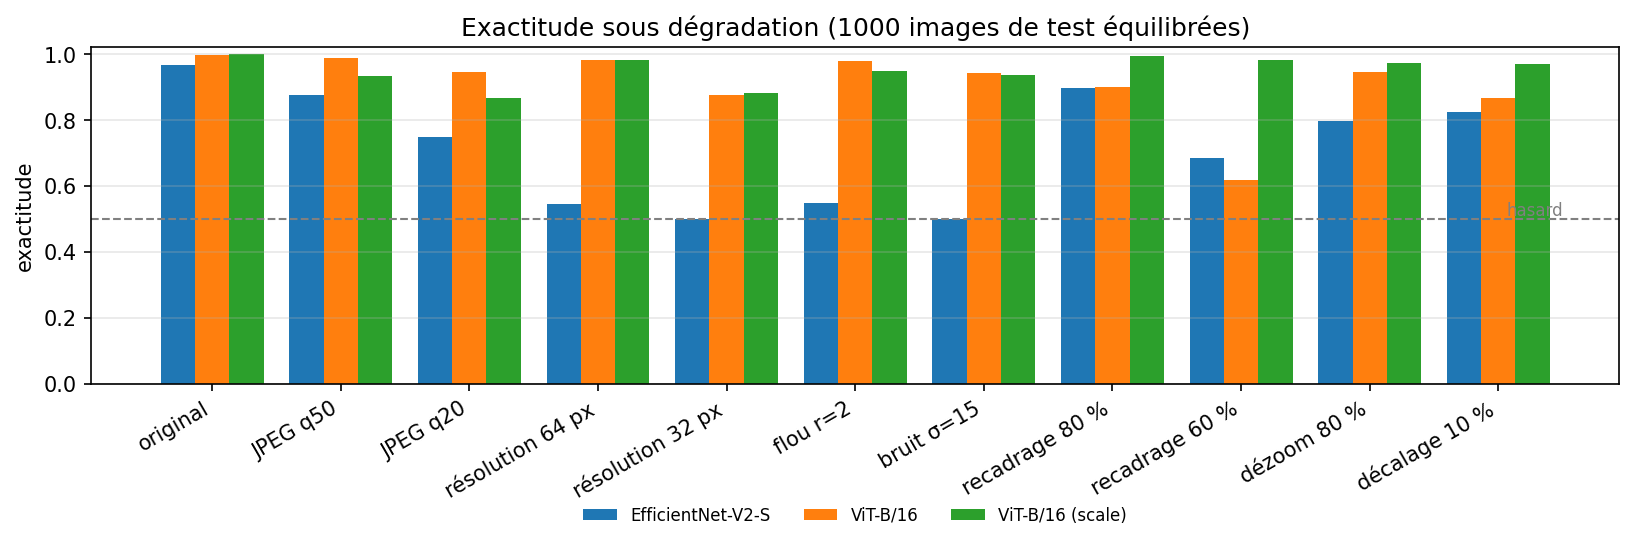 Exactitude sous dégradation (1000 images de test équilibrées)
exactitude
1.0
0.8
0.6
0.4
0.2
0.0
hasard
original
JPEG q50
JPEG q20
résolution 64 px
résolution 32 px
flou r=2
bruit σ=15
recadrage 80 %
recadrage 60 %
dézoom 80 %
décalage 10 %
EfficientNet-V2-S
ViT-B/16
ViT-B/16 (scale)